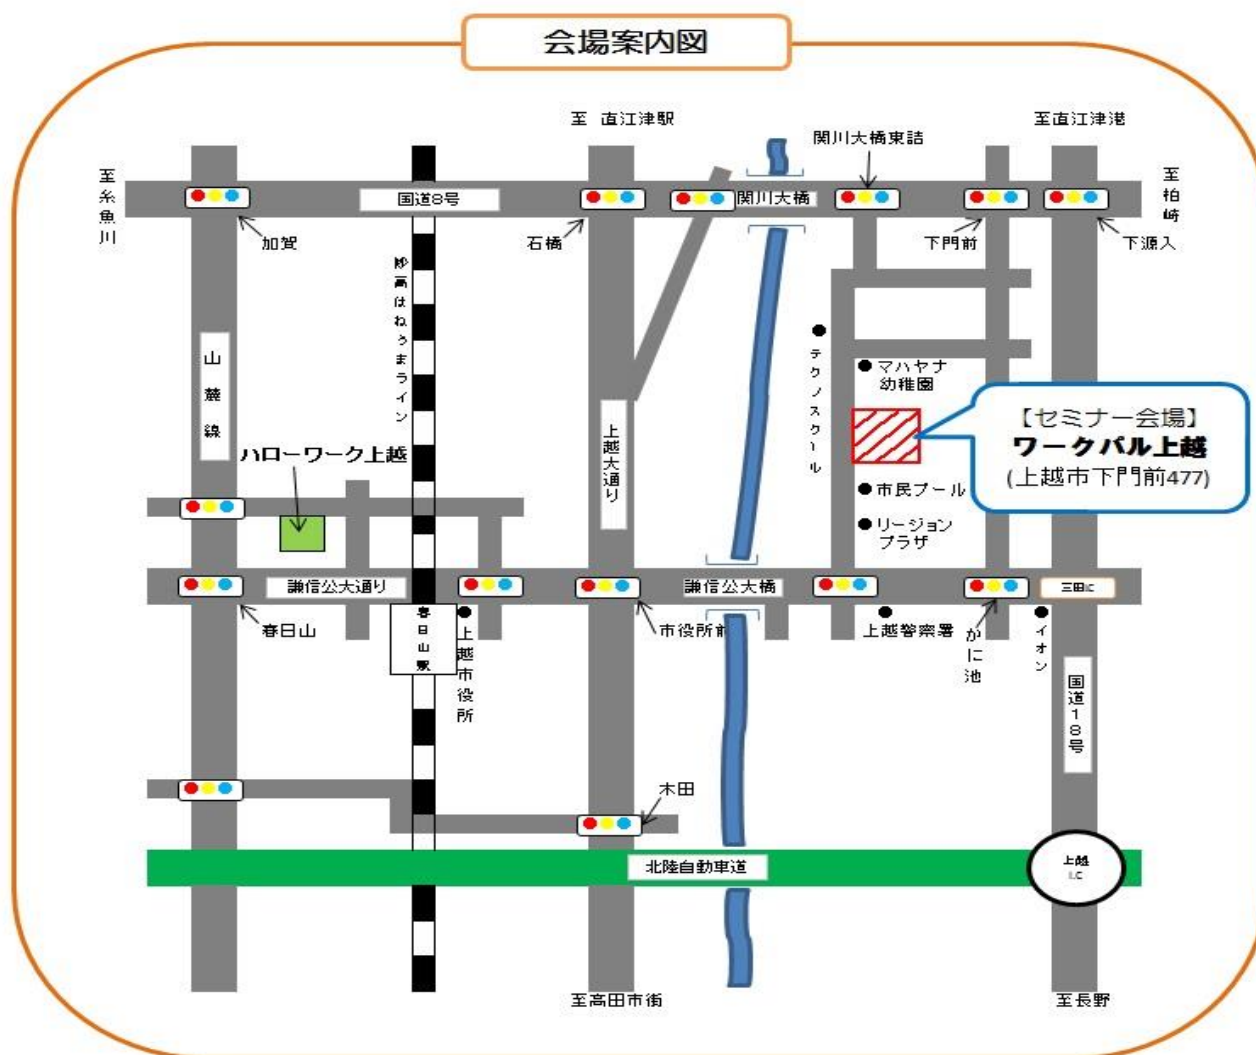 会場案内図
至 直江津駅
関川大橋東詰
至直江津港
至糸魚川
国道8号
関川大橋
至柏崎
加賀
石橋
下門前
下源入
妙高はねうまライン
山麓線
テクノスクール
マハヤナ
幼稚園
【セミナー会場】
ワークパル上越
(上越市下門前477)
上越大通り
ハローワーク上越
市民プール
リージョン
プラザ
謙信公大通り
謙信公大橋
三田IC
春日山
春日山駅
上越市役所
市役所前
上越警察署
かに池
イオン
国道18号
木田
北陸自動車道
上越
I.C
至高田市街
至長野